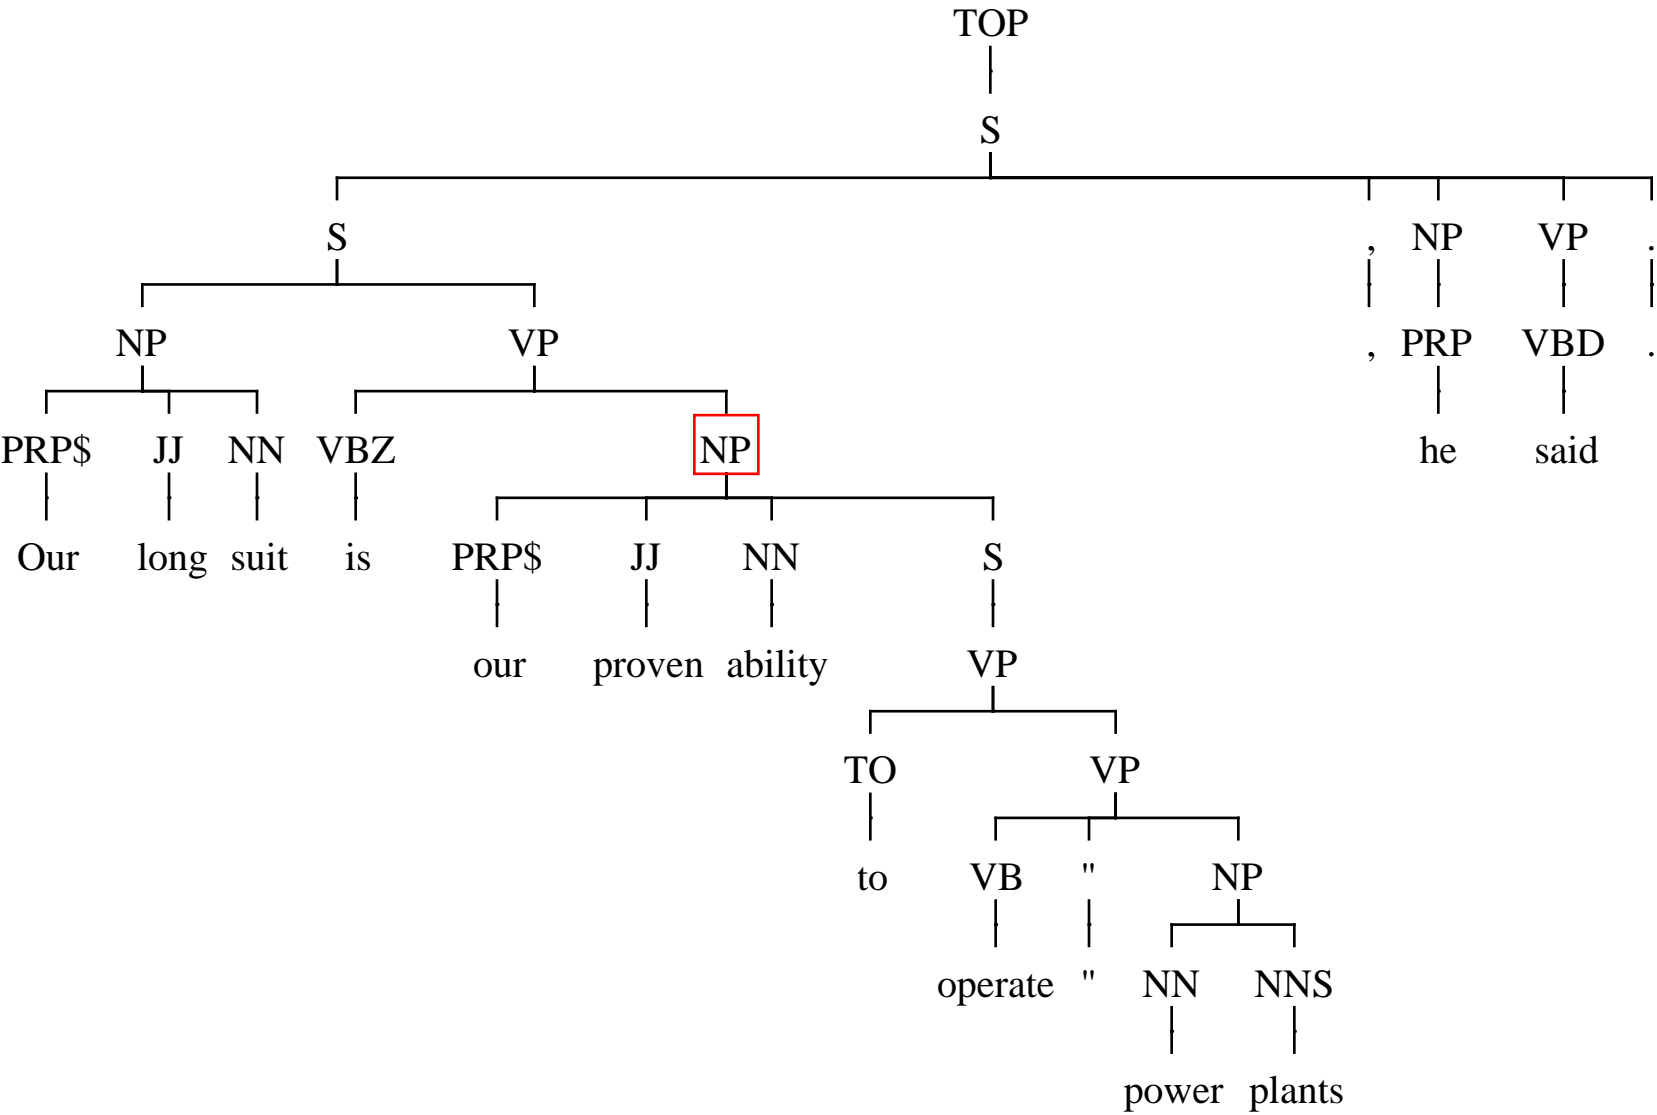 TOP
S
S , NP VP .
NP VP , PRP VBD .
PRP$ JJ NN VBZ NP he said
Our long suit is PRP$ JJ NN S
our proven ability VP
TO VP
to VB " NP
operate " NN NNS
power plants